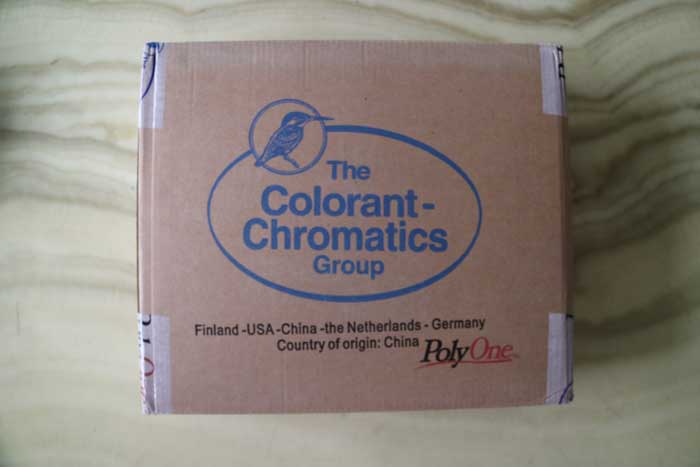 The
Colorant-
Chromatics
Group
Finland -USA -China -the Netherlands - Germany
Country of origin: China
PolyOne